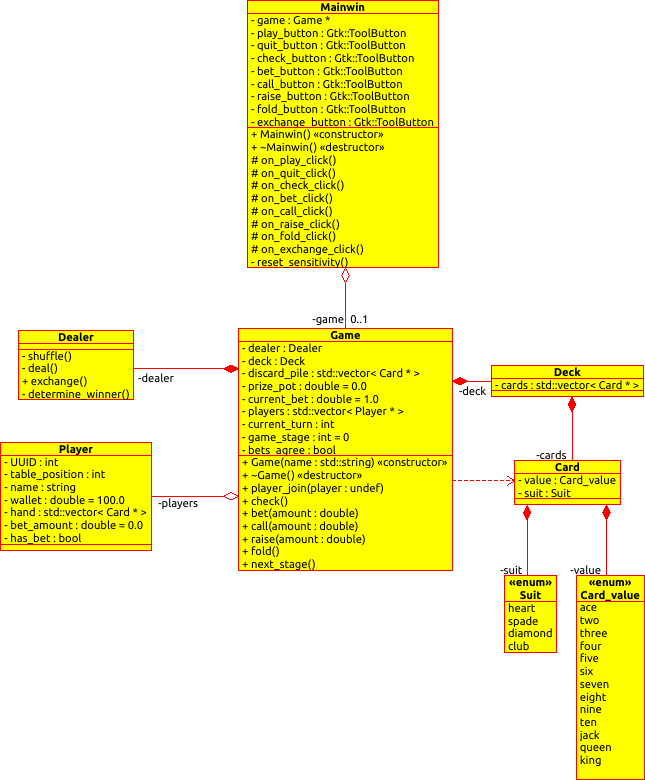 Mainwin
- game : Game *
- play_button : Gtk::ToolButton
- quit_button : Gtk::ToolButton
- check_button : Gtk::ToolButton
- bet_button : Gtk::ToolButton
- call_button : Gtk::ToolButton
- raise_button : Gtk::ToolButton
- fold_button : Gtk::ToolButton
- exchange_button : Gtk::ToolButton
+ Mainwin() «constructor»
+ ~Mainwin() «destructor»
# on_play_click()
# on_quit_click()
# on_check_click()
# on_bet_click()
# on_call_click()
# on_raise_click()
# on_fold_click()
# on_exchange_click()
- reset_sensitivity()
-game 0..1
Dealer
- shuffle()
- deal()
+ exchange()
- determine_winner()
-dealer
Game
- dealer : Dealer
- deck : Deck
- discard_pile : std::vector< Card * >
- prize_pot : double = 0.0
- current_bet : double = 1.0
- players : std::vector< Player * >
- current_turn : int
- game_stage : int = 0
- bets_agree : bool
+ Game(name : std::string) «constructor»
+ ~Game() «destructor»
+ player_join(player : undef)
+ check()
+ bet(amount : double)
+ call(amount : double)
+ raise(amount : double)
+ fold()
+ next_stage()
-deck
Deck
- cards : std::vector< Card * >
-cards
Player
- UUID : int
- table_position : int
- name : string
- wallet : double = 100.0
- hand : std::vector< Card * >
- bet_amount : double = 0.0
- has_bet : bool
-players
Card
- value : Card_value
- suit : Suit
-suit
-value
«enum»
Suit
heart
spade
diamond
club
«enum»
Card_value
ace
two
three
four
five
six
seven
eight
nine
ten
jack
queen
king